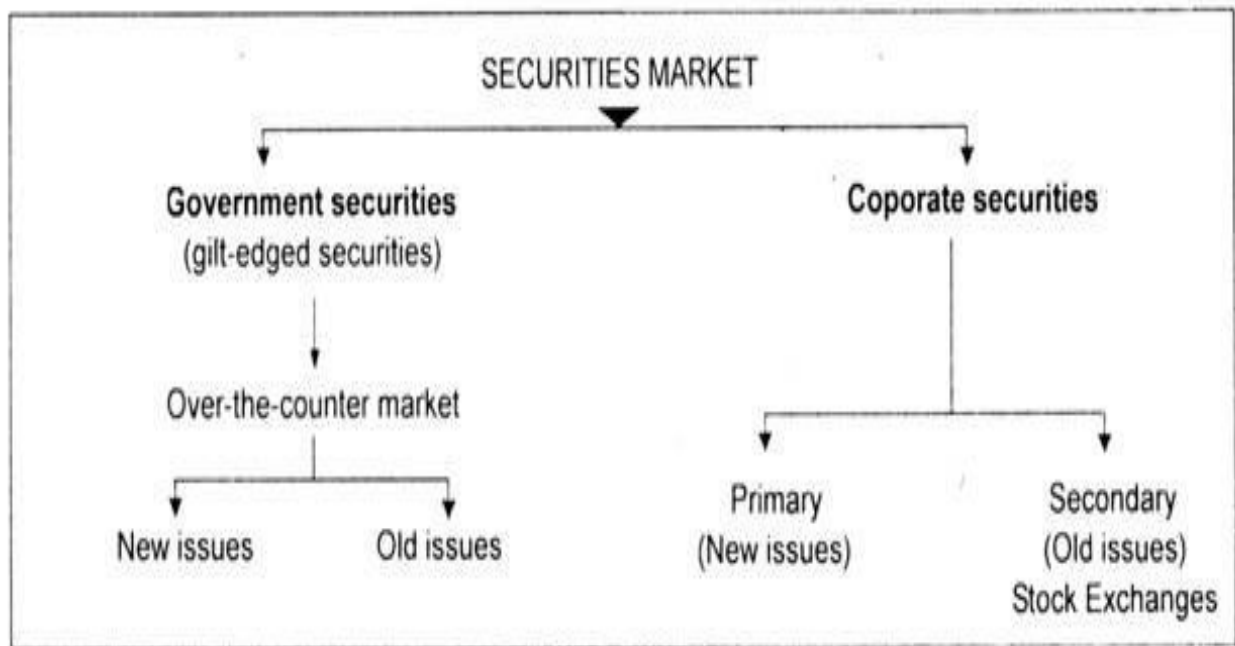 SECURITIES MARKET
Government securities
(gilt-edged securities)
Coporate securities
Over-the-counter market
New issues
Old issues
Primary
(New issues)
Secondary
(Old issues)
Stock Exchanges